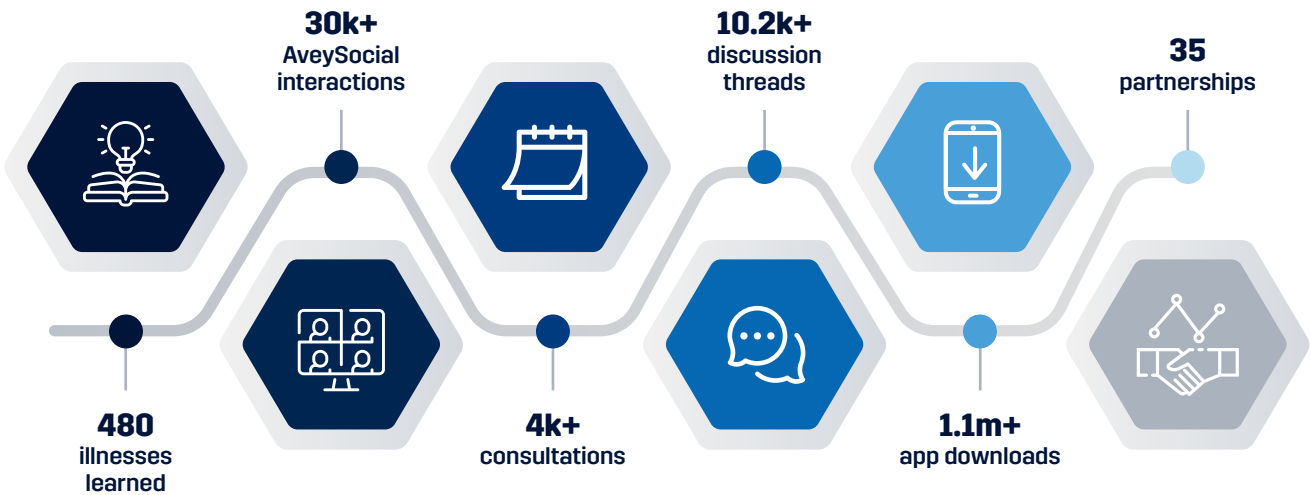 480
illnesses
learned
30k+
AveySocial
interactions
4k+
consultations
10.2k+
discussion
threads
1.1m+
app downloads
35
partnerships